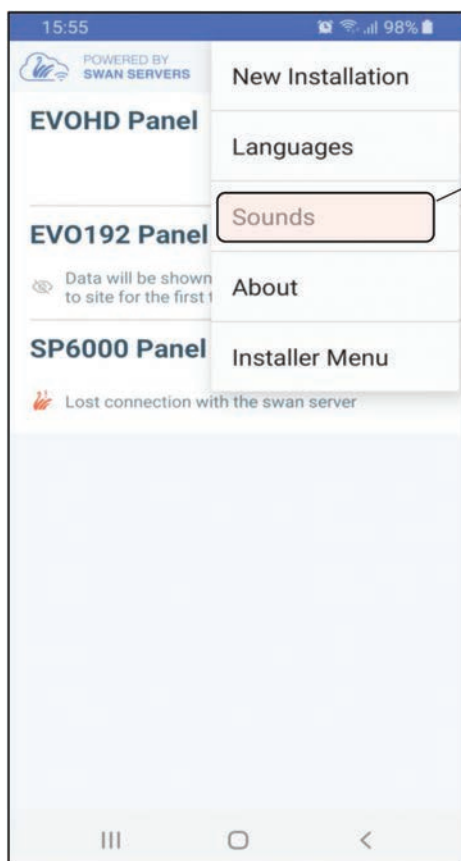 15:55 98%
POWERED BY
SWAN SERVERS
New Installation
EVOHD Panel
Languages
Sounds
EVO192 Panel
Data will be shown
to site for the first
About
SP6000 Panel
Installer Menu
Lost connection with the swan server